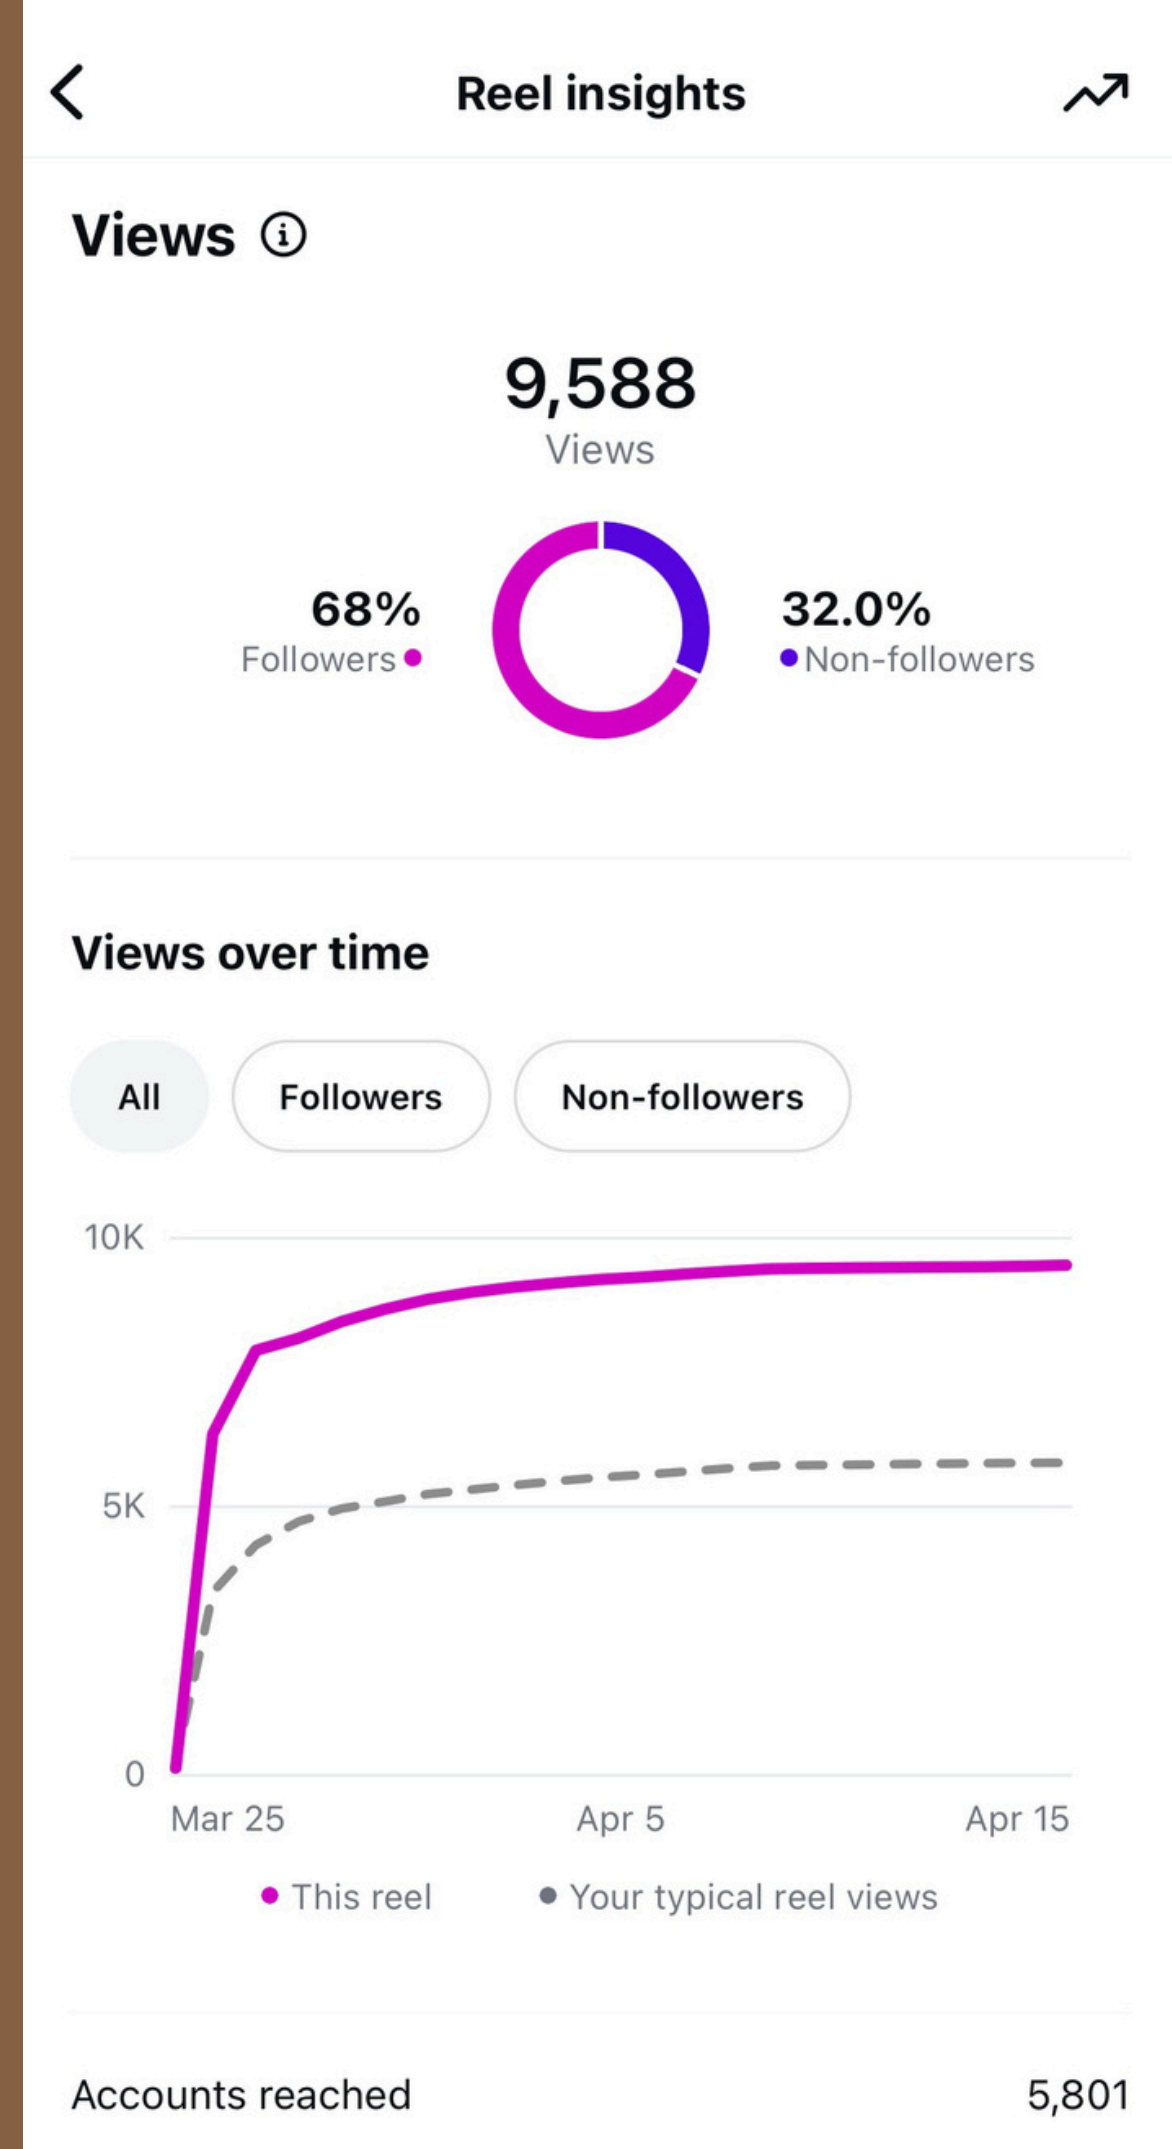 Reel insights
Views
9,588
Views
68%
Followers
32.0%
Non-followers
Views over time
All
Followers
Non-followers
10K
5K
0
Mar 25
Apr 5
Apr 15
This reel
Your typical reel views
Accounts reached
5,801